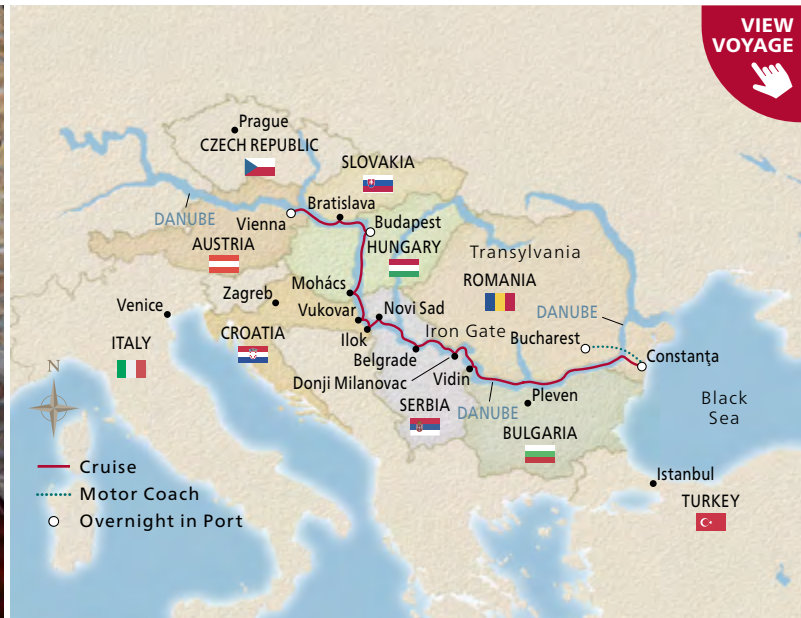 VIEW
VOYAGE
Prague
CZECH REPUBLIC
SLOVAKIA
DANUBE
Bratislava
Vienna
Budapest
AUSTRIA
HUNGARY
Transylvania
ROMANIA
Mohács
Zagreb
Venice
Vukovar
Novi Sad
DANUBE
Iron Gate
Bucharest
ITALY
CROATIA
Ilok
Belgrade
Constanţa
N
Donji Milanovac
Vidin
Black
Sea
SERBIA
DANUBE
Pleven
BULGARIA
Cruise
Motor Coach
Overnight in Port
Istanbul
TURKEY